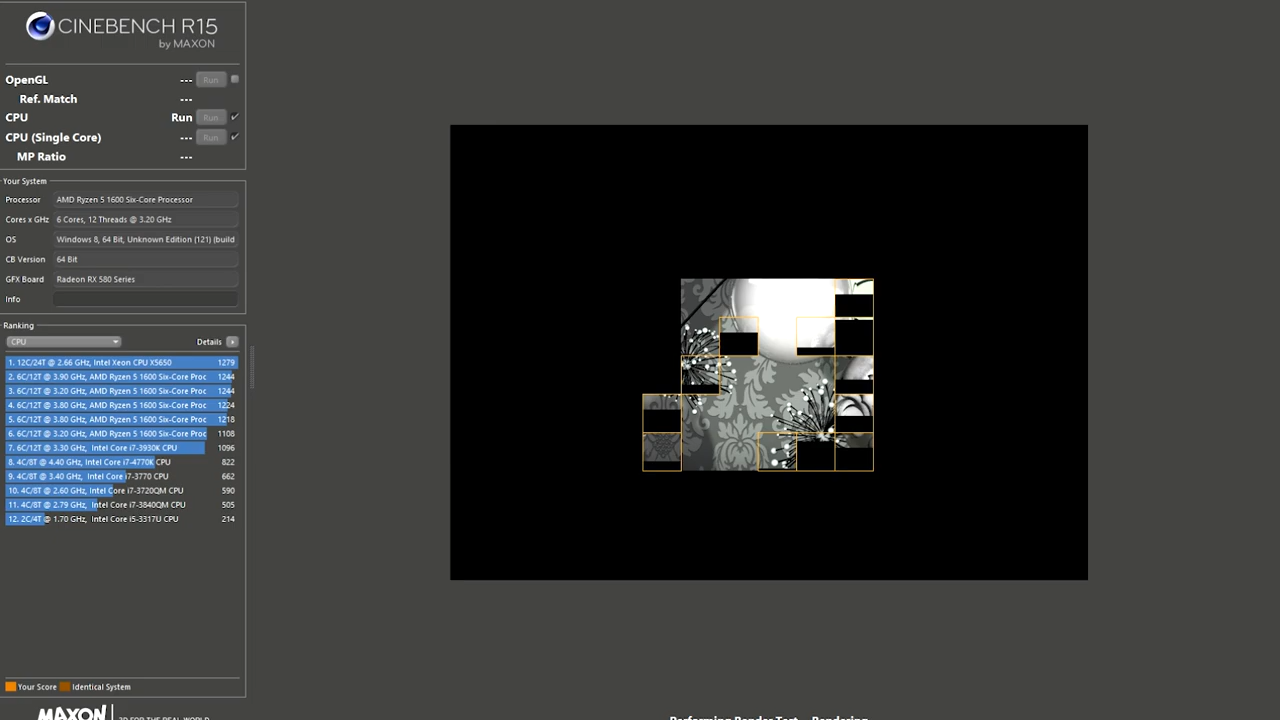 CINEBENCH R15
by MAXON
OpenGL --- Run
Ref. Match ---
CPU Run Run
CPU (Single Core) --- Run
MP Ratio ---
Your System
Processor AMD Ryzen 5 1600 Six-Core Processor
Cores x GHz 6 Cores, 12 Threads @ 3.20 GHz
OS Windows 8, 64 Bit, Unknown Edition (121) (build
CB Version 64 Bit
GFX Board Radeon RX 580 Series
Info
Ranking
CPU Details
1. 12C/24T @ 2.66 GHz, Intel Xeon CPU X5650 1279
2. 6C/12T @ 3.90 GHz, AMD Ryzen 5 1600 Six-Core Proc 1244
3. 6C/12T @ 3.20 GHz, AMD Ryzen 5 1600 Six-Core Proc 1244
4. 6C/12T @ 3.80 GHz, AMD Ryzen 5 1600 Six-Core Proc 1224
5. 6C/12T @ 3.80 GHz, AMD Ryzen 5 1600 Six-Core Proc 1218
6. 6C/12T @ 3.20 GHz, AMD Ryzen 5 1600 Six-Core Proc 1108
7. 6C/12T @ 3.30 GHz, Intel Core i7-3930K CPU 1096
8. 4C/8T @ 4.40 GHz, Intel Core i7-4770K CPU 822
9. 4C/8T @ 3.40 GHz, Intel Core i7-3770 CPU 662
10. 4C/8T @ 2.60 GHz, Intel Core i7-3720QM CPU 590
11. 4C/8T @ 2.79 GHz, Intel Core i7-3840QM CPU 505
12. 2C/4T @ 1.70 GHz, Intel Core i5-3317U CPU 214
Your Score Identical System
MAXON 3D FOR THE REAL WORLD
Performing Render Test ... Rendering